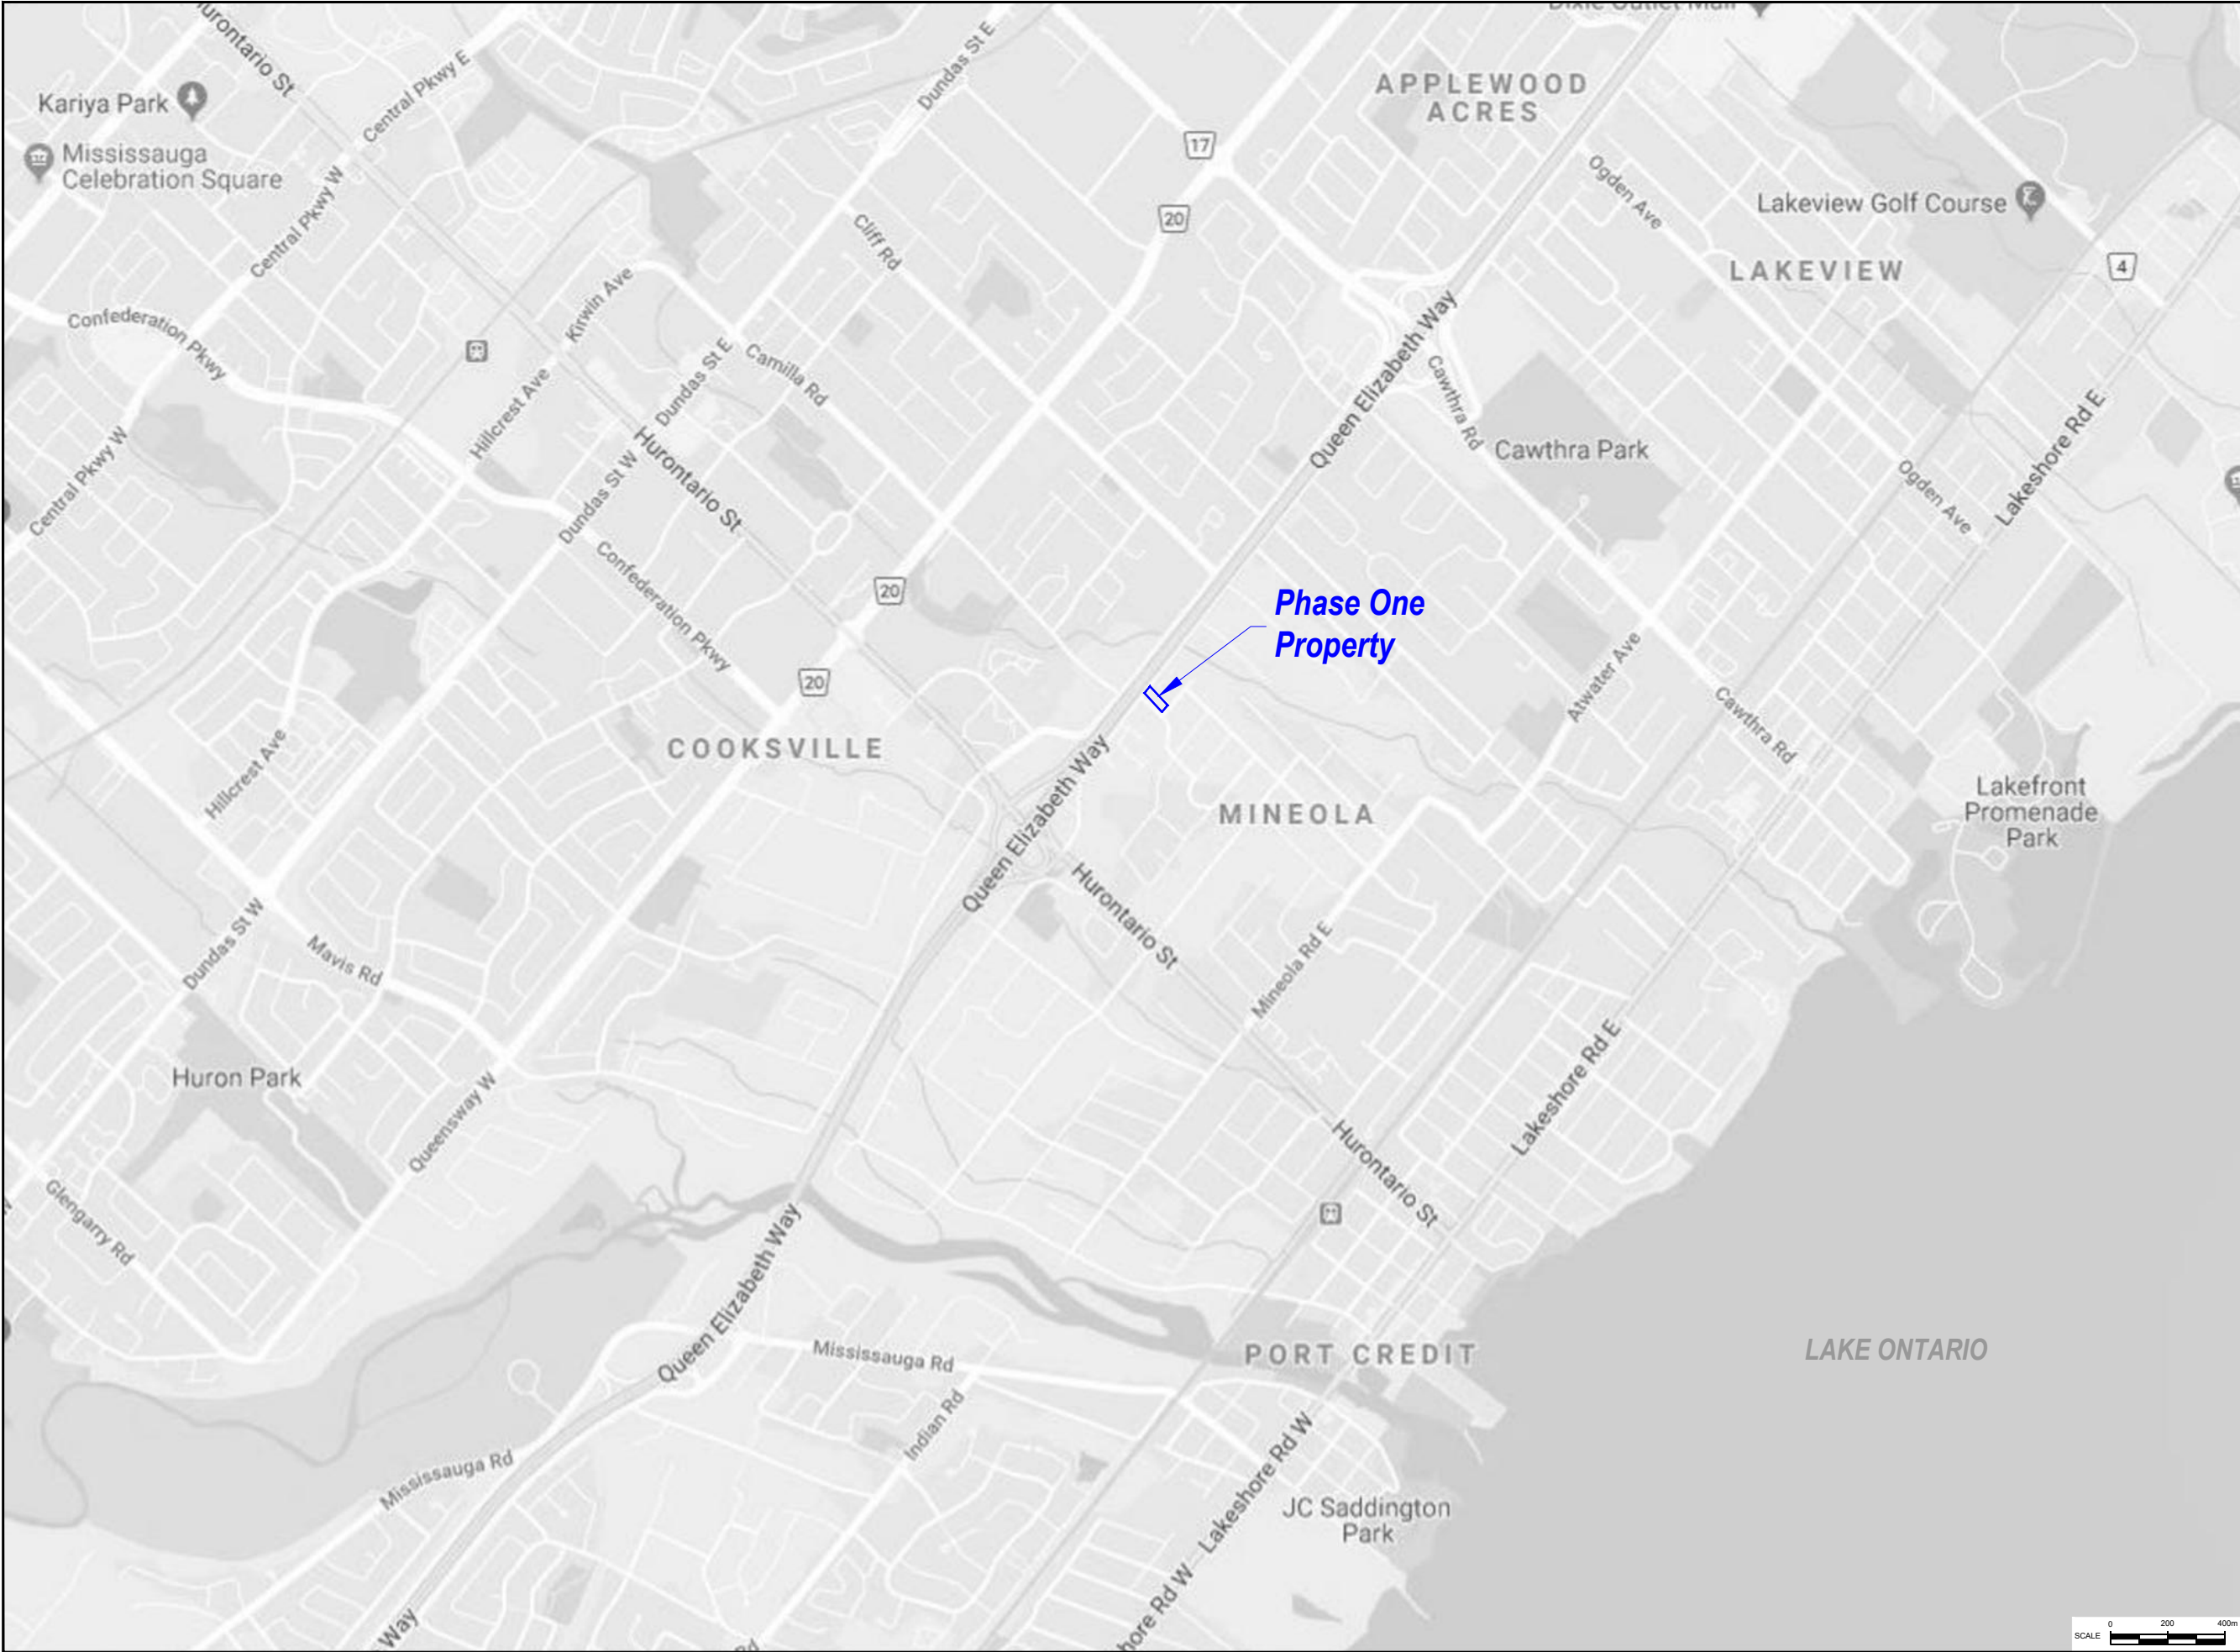 Hurontario St
Central Pkwy E
Dundas St E
APPLEWOOD
ACRES
Kariya Park
Mississauga
Celebration Square
Central Pkwy W
17
20
Cliff Rd
Ogden Ave
Lakeview Golf Course
LAKEVIEW
4
Confederation Pkwy
Kirwin Ave
Hillcrest Ave
Dundas St E
Camilla Rd
Queen Elizabeth Way
Cawthra Rd
Cawthra Park
Lakeshore Rd E
Ogden Ave
Central Pkwy W
Dundas St W
Hurontario St
Confederation Pkwy
20
Phase One
Property
20
COOKSVILLE
Atwater Ave
Cawthra Rd
Hillcrest Ave
Queen Elizabeth Way
MINEOLA
Lakefront
Promenade
Park
Hurontario St
Dundas St W
Mavis Rd
Mineola Rd E
Huron Park
Queensway W
Lakeshore Rd E
Hurontario St
Glengarry Rd
Queen Elizabeth Way
Mississauga Rd
PORT CREDIT
LAKE ONTARIO
Indian Rd
Mississauga Rd
Lakeshore Rd W
JC Saddington
Park
hore Rd W
Way
Rd
SCALE
0 200 400m